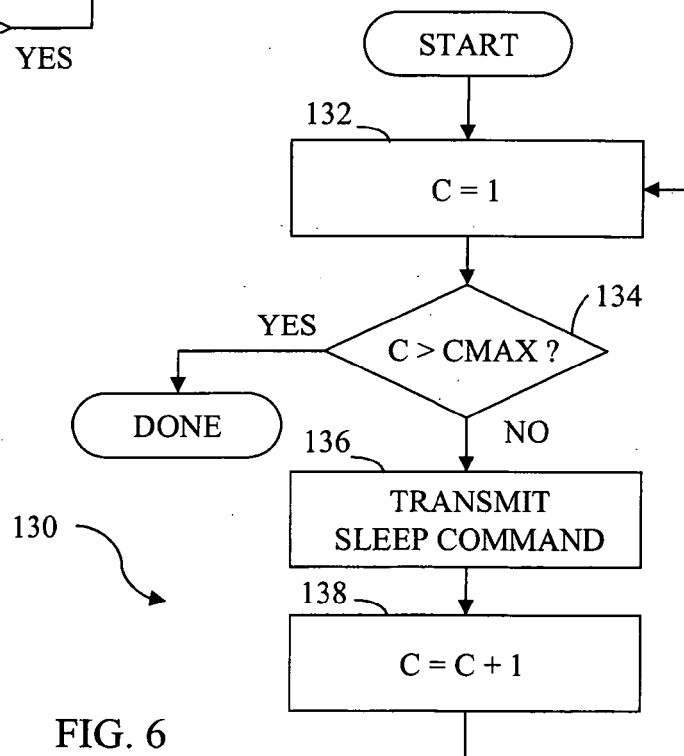 YES
START
132
C = 1
134
YES
C > CMAX ?
DONE
NO
136
TRANSMIT
SLEEP COMMAND
130
138
C = C + 1
FIG. 6